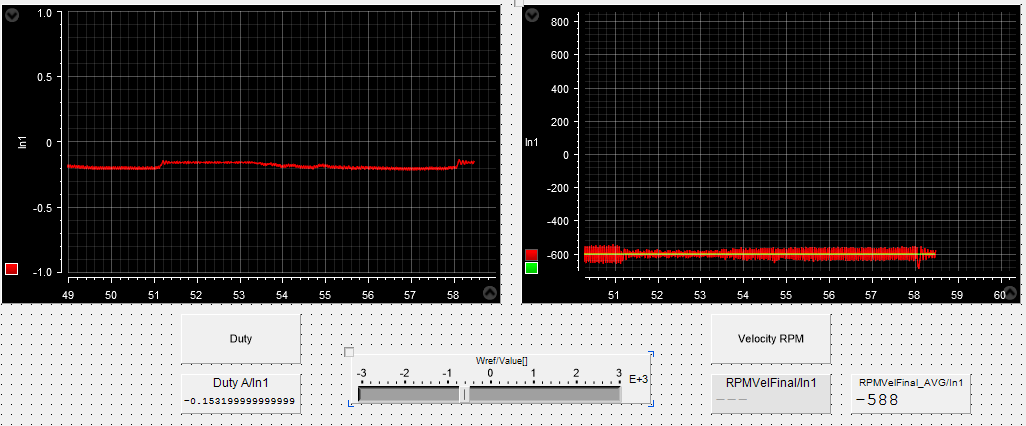 1.0
0.5
0
-0.5
-1.0
In1
49 50 51 52 53 54 55 56 57 58
800
600
400
200
0
-200
-400
-600
In1
51 52 53 54 55 56 57 58 59 60
Duty
Duty A/In1
-0.153199999999999
Wref/Value[]
-3 -2 -1 0 1 2 3
E+3
Velocity RPM
RPMVelFinal/In1
---
RPMVelFinal_AVG/In1
-588